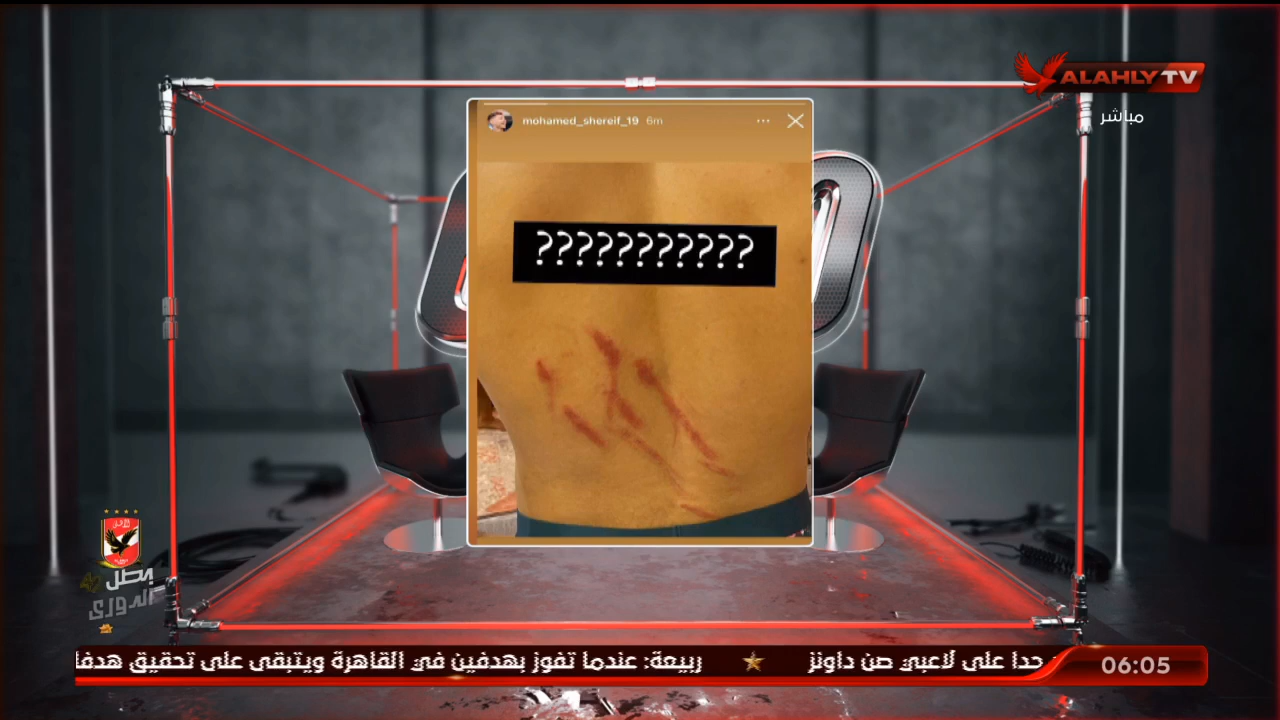 ALAHLY TV
مباشر
mohamed_shereif_19 6m
???????????
بطل
الدوري
حدا على لاعبي صن داونز ★ ربيعة: عندما تفوز بهدفين في القاهرة ويتبقى على تحقيق هدفا
06:05